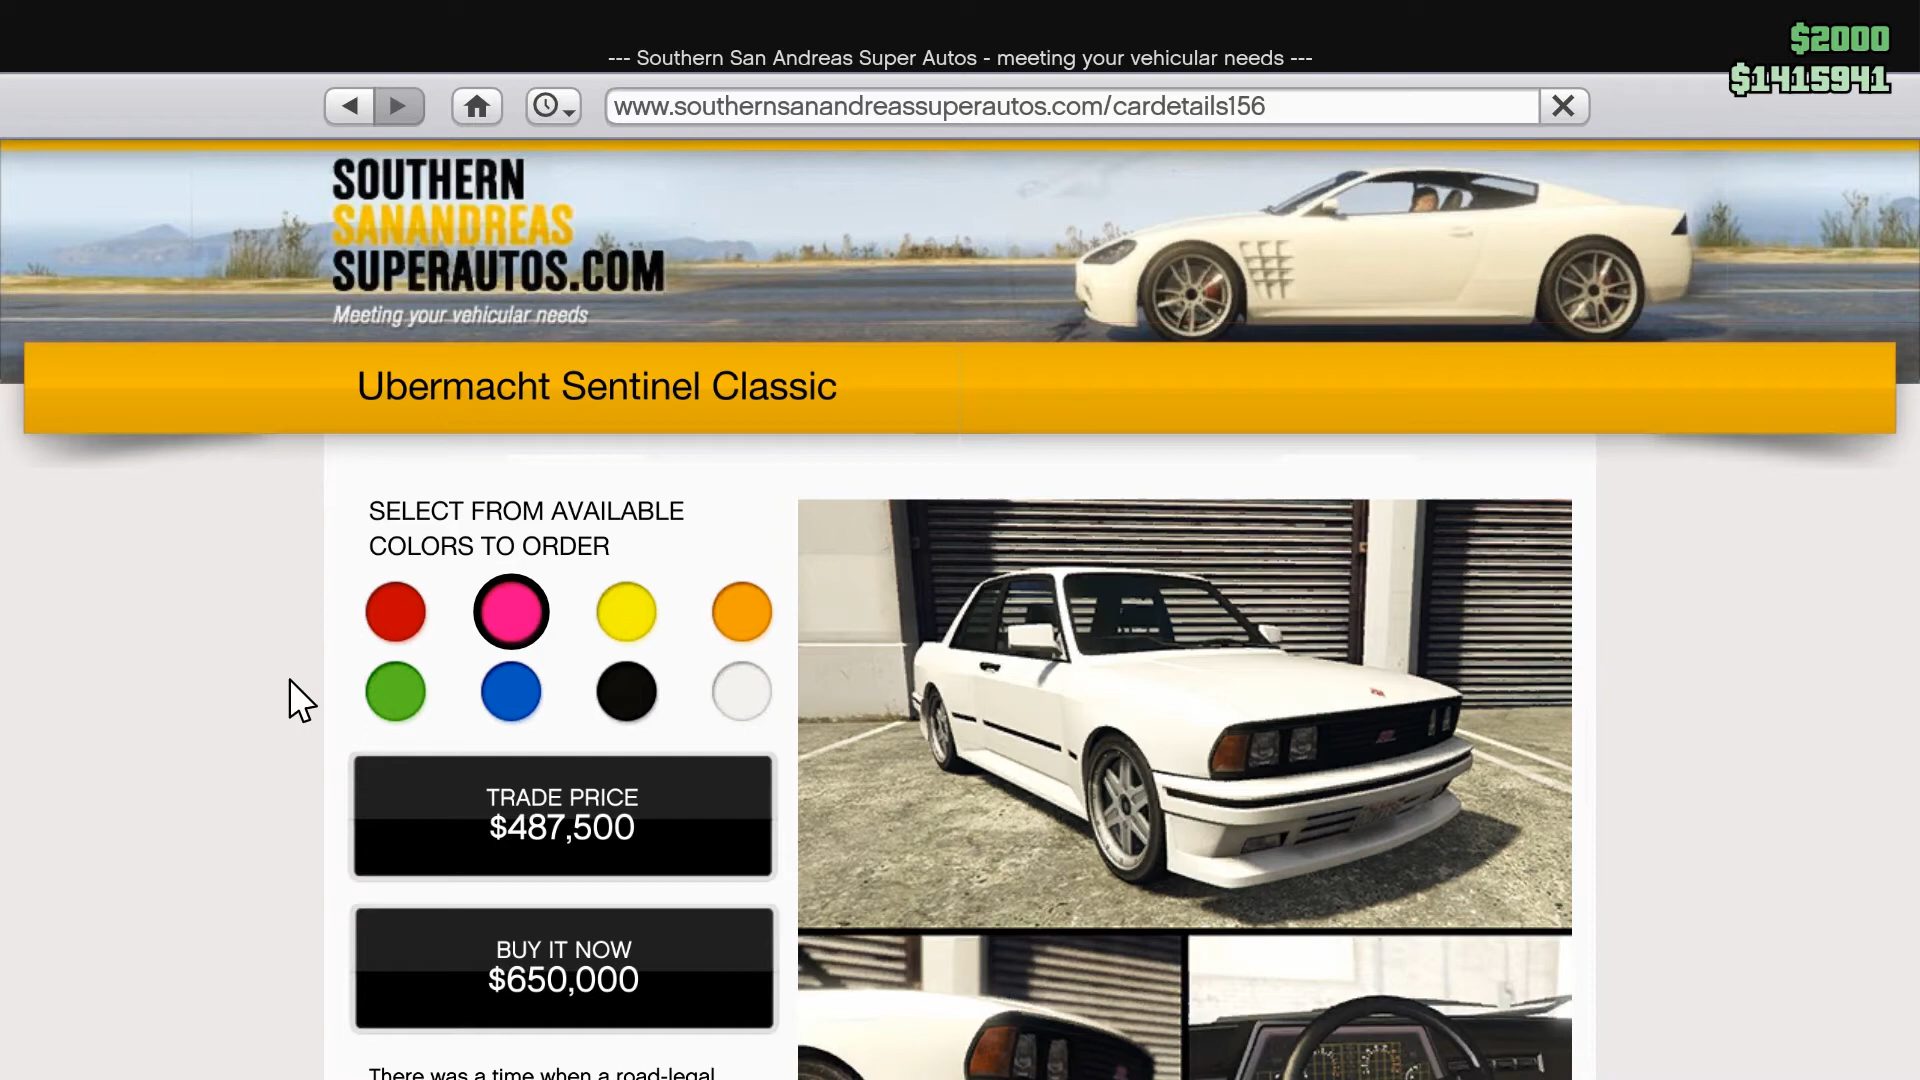 $2000
$1415941
--- Southern San Andreas Super Autos - meeting your vehicular needs ---
www.southernsanandreassuperautos.com/cardetails156
SOUTHERN
SANANDREAS
SUPERAUTOS.COM
Meeting your vehicular needs
Ubermacht Sentinel Classic
SELECT FROM AVAILABLE
COLORS TO ORDER
TRADE PRICE
$487,500
BUY IT NOW
$650,000
There was a time when a road-legal